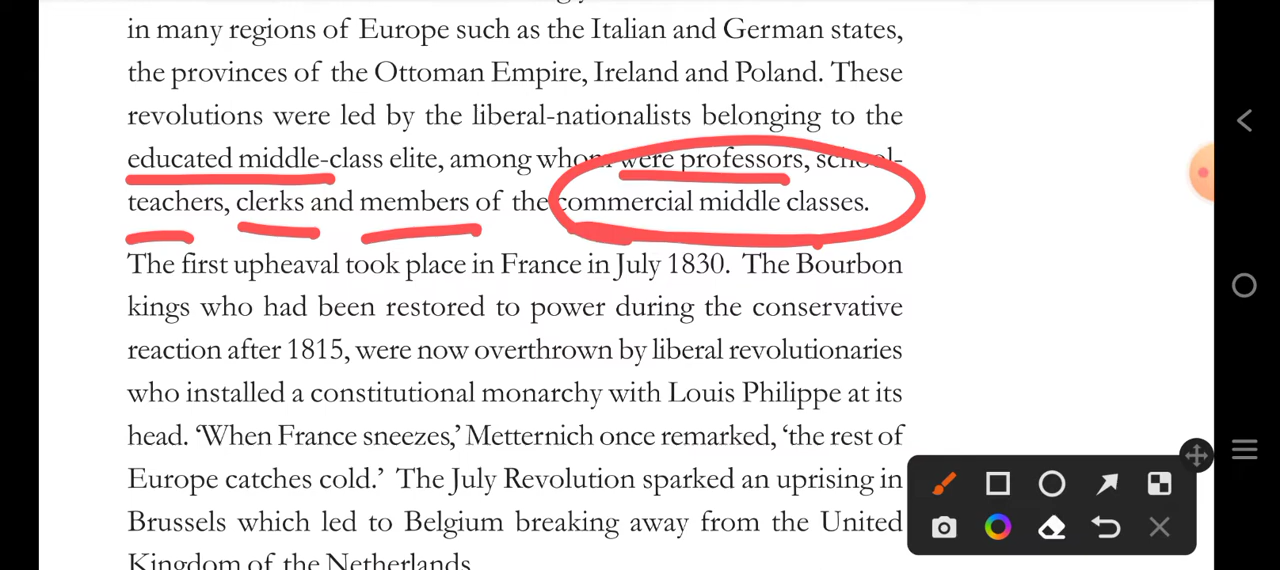 in many regions of Europe such as the Italian and German states,
the provinces of the Ottoman Empire, Ireland and Poland. These
revolutions were led by the liberal-nationalists belonging to the
educated middle-class elite, among whom were professors, school-
teachers, clerks and members of the commercial middle classes.
The first upheaval took place in France in July 1830. The Bourbon
kings who had been restored to power during the conservative
reaction after 1815, were now overthrown by liberal revolutionaries
who installed a constitutional monarchy with Louis Philippe at its
head. ‘When France sneezes,’ Metternich once remarked, ‘the rest of
Europe catches cold.’ The July Revolution sparked an uprising in
Brussels which led to Belgium breaking away from the United
Kingdom of the Netherlands.